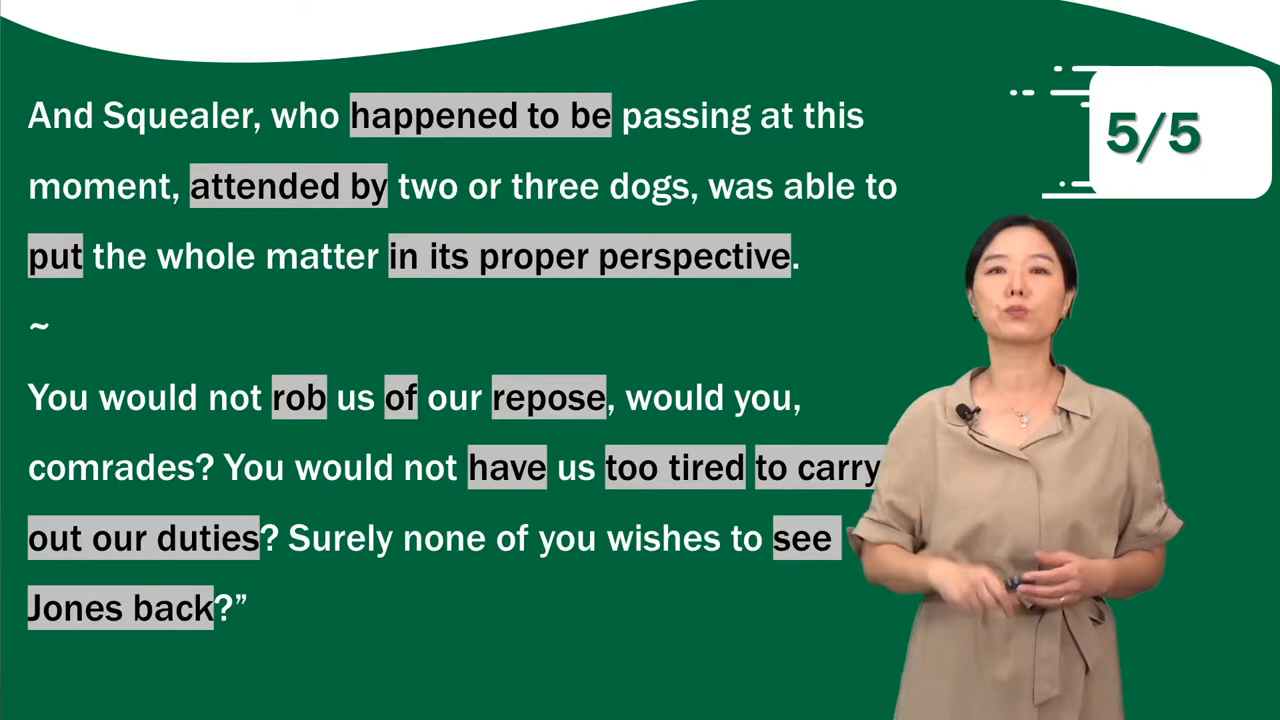 And Squealer, who happened to be passing at this
moment, attended by two or three dogs, was able to
put the whole matter in its proper perspective.
~
You would not rob us of our repose, would you,
comrades? You would not have us too tired to carry
out our duties? Surely none of you wishes to see
Jones back?”
5/5